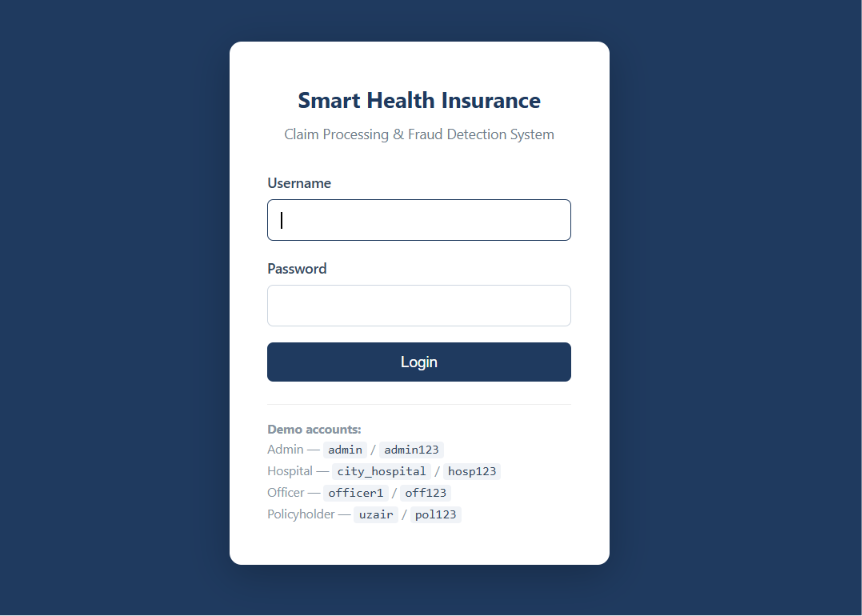 Smart Health Insurance
Claim Processing & Fraud Detection System
Username
Password
Login
Demo accounts:
Admin — admin / admin123
Hospital — city_hospital / hosp123
Officer — officer1 / off123
Policyholder — uzair / pol123